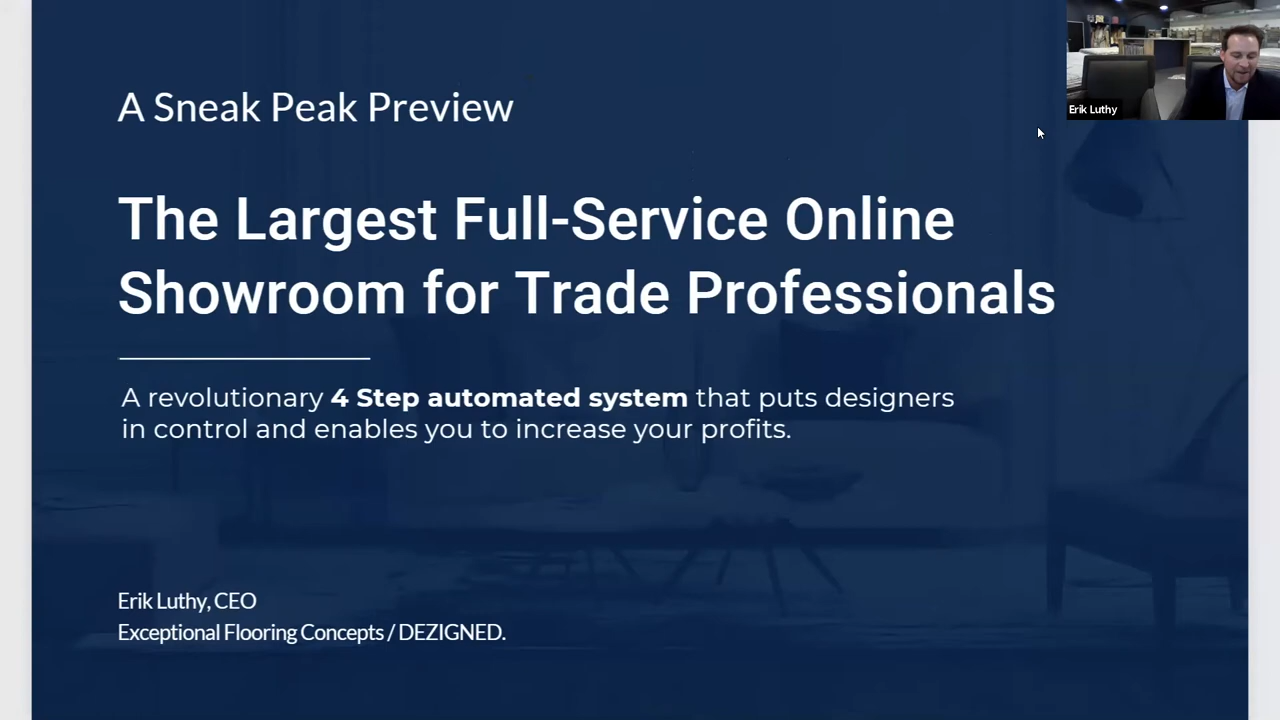 A Sneak Peak Preview
Erik Luthy
The Largest Full-Service Online
Showroom for Trade Professionals
A revolutionary 4 Step automated system that puts designers
in control and enables you to increase your profits.
Erik Luthy, CEO
Exceptional Flooring Concepts / DEZIGNED.